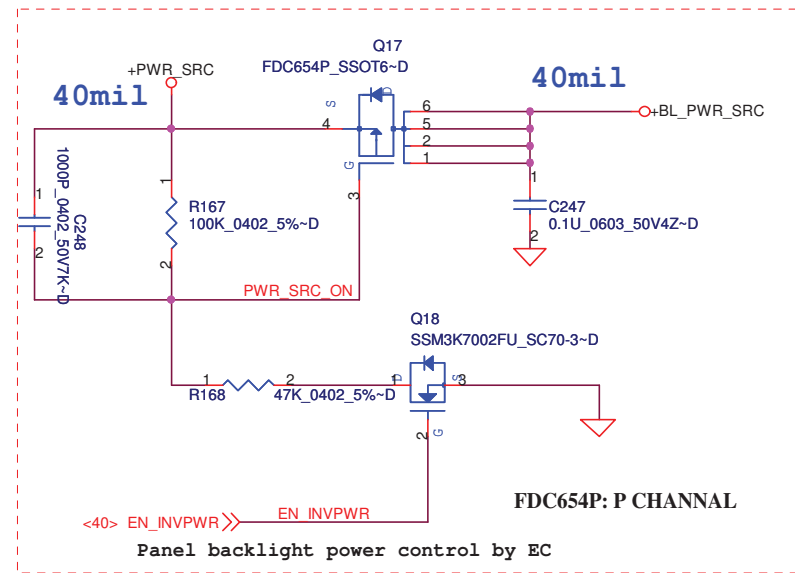 Q17
FDC654P_SSOT6~D
+PWR_SRC
40mil
40mil
S
D
4
6
5
2
1
+BL_PWR_SRC
G
3
1
1000P_0402_50V7K~D
C248
2
1
R167
100K_0402_5%~D
2
1
C247
0.1U_0603_50V4Z~D
2
PWR_SRC_ON
Q18
SSM3K7002FU_SC70-3~D
1
R168
2
47K_0402_5%~D
1
D
S
3
2
G
FDC654P: P CHANNAL
<40> EN_INVPWR
EN_INVPWR
Panel backlight power control by EC